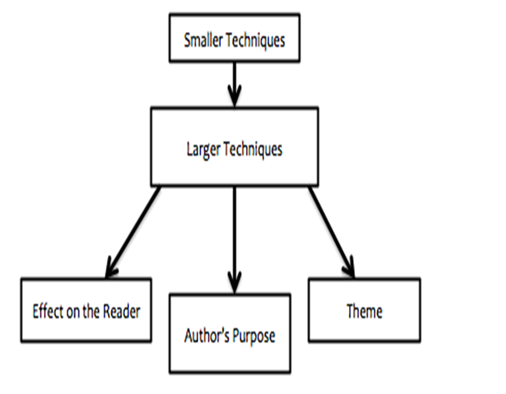 Smaller Techniques
Larger Techniques
Effect on the Reader
Author's Purpose
Theme